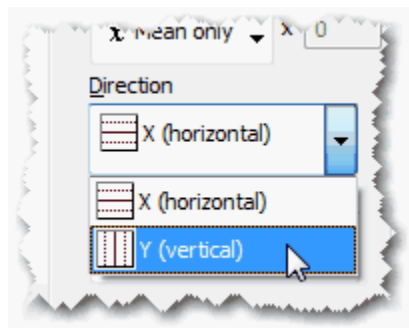 x Mean only x 0
Direction
X (horizontal)
X (horizontal)
Y (vertical)